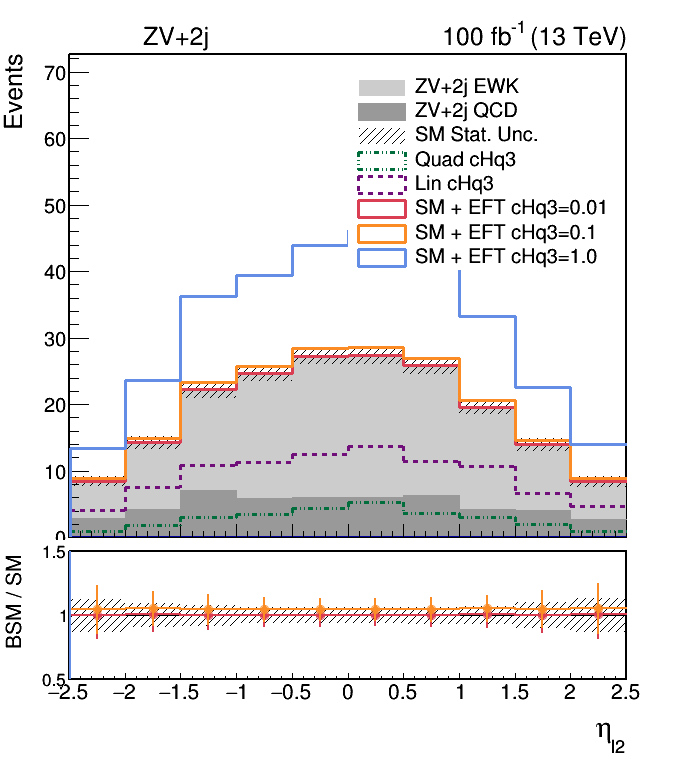 ZV+2j 100 fb⁻¹ (13 TeV)
Events
70
60
50
40
30
20
10
0
ZV+2j EWK
ZV+2j QCD
SM Stat. Unc.
Quad cHq3
Lin cHq3
SM + EFT cHq3=0.01
SM + EFT cHq3=0.1
SM + EFT cHq3=1.0
BSM / SM
1.5
1
0.5
−2.5 −2 −1.5 −1 −0.5 0 0.5 1 1.5 2 2.5
η_l2